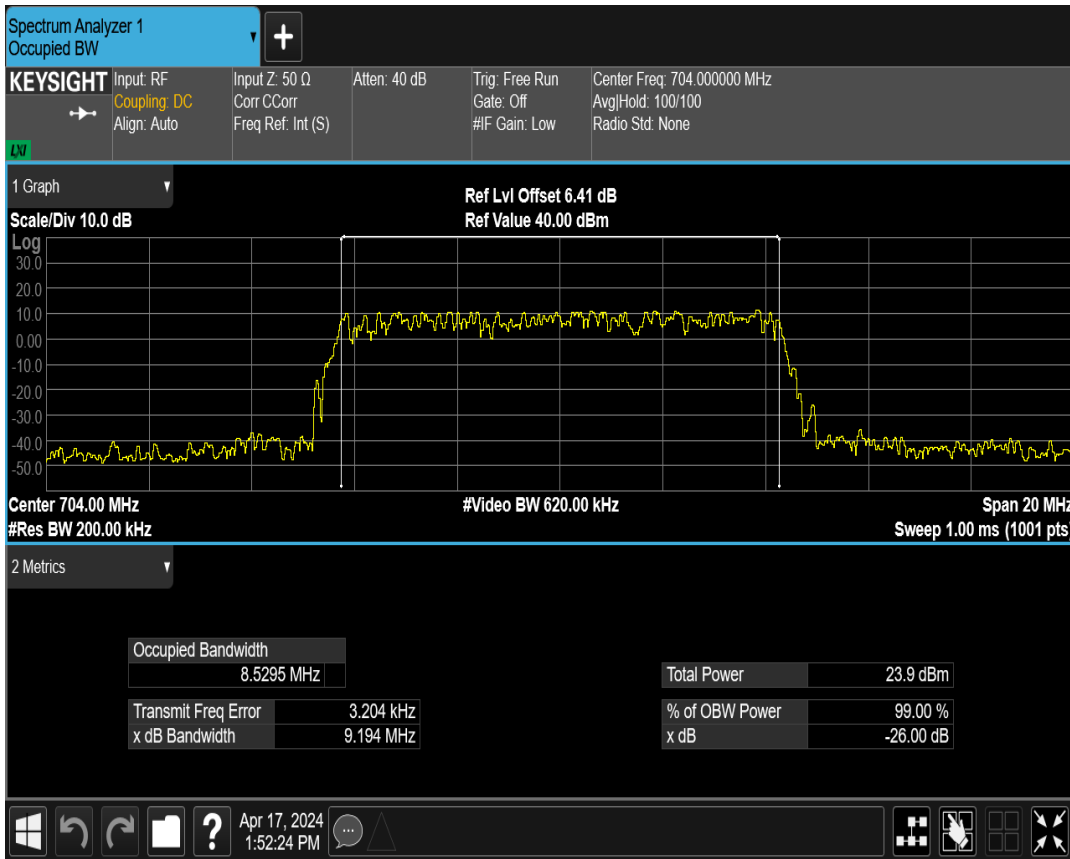 Spectrum Analyzer 1
Occupied BW
+
KEYSIGHT
LXI
Input: RF
Coupling: DC
Align: Auto
Input Z: 50 Ω
Corr CCorr
Freq Ref: Int (S)
Atten: 40 dB
Trig: Free Run
Gate: Off
#IF Gain: Low
Center Freq: 704.000000 MHz
Avg|Hold: 100/100
Radio Std: None
1 Graph
Scale/Div 10.0 dB
Ref Lvl Offset 6.41 dB
Ref Value 40.00 dBm
Log
30.0
20.0
10.0
0.00
-10.0
-20.0
-30.0
-40.0
-50.0
Center 704.00 MHz
#Video BW 620.00 kHz
Span 20 MHz
#Res BW 200.00 kHz
Sweep 1.00 ms (1001 pts)
2 Metrics
Occupied Bandwidth
8.5295 MHz
Total Power 23.9 dBm
Transmit Freq Error 3.204 kHz
% of OBW Power 99.00 %
x dB Bandwidth 9.194 MHz
x dB -26.00 dB
?
Apr 17, 2024
1:52:24 PM